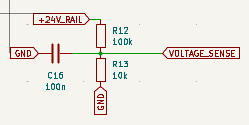 +24V_RAIL
R12
100k
GND
VOLTAGE_SENSE
C16
100n
R13
10k
GND